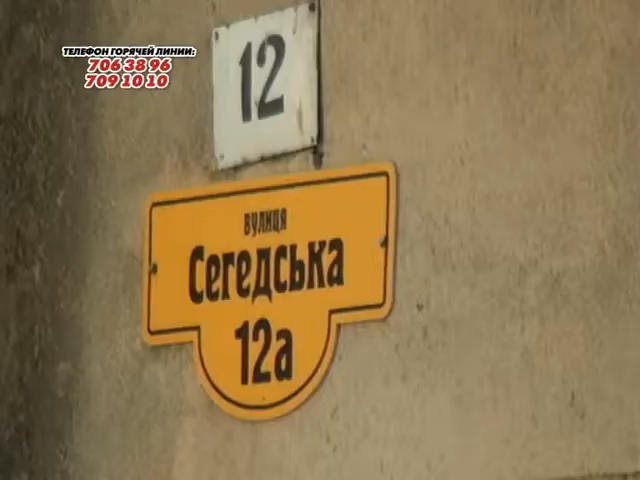 ТЕЛЕФОН ГОРЯЧЕЙ ЛИНИИ:
706 38 96
709 10 10
12
вулиця
Сегедська
12а